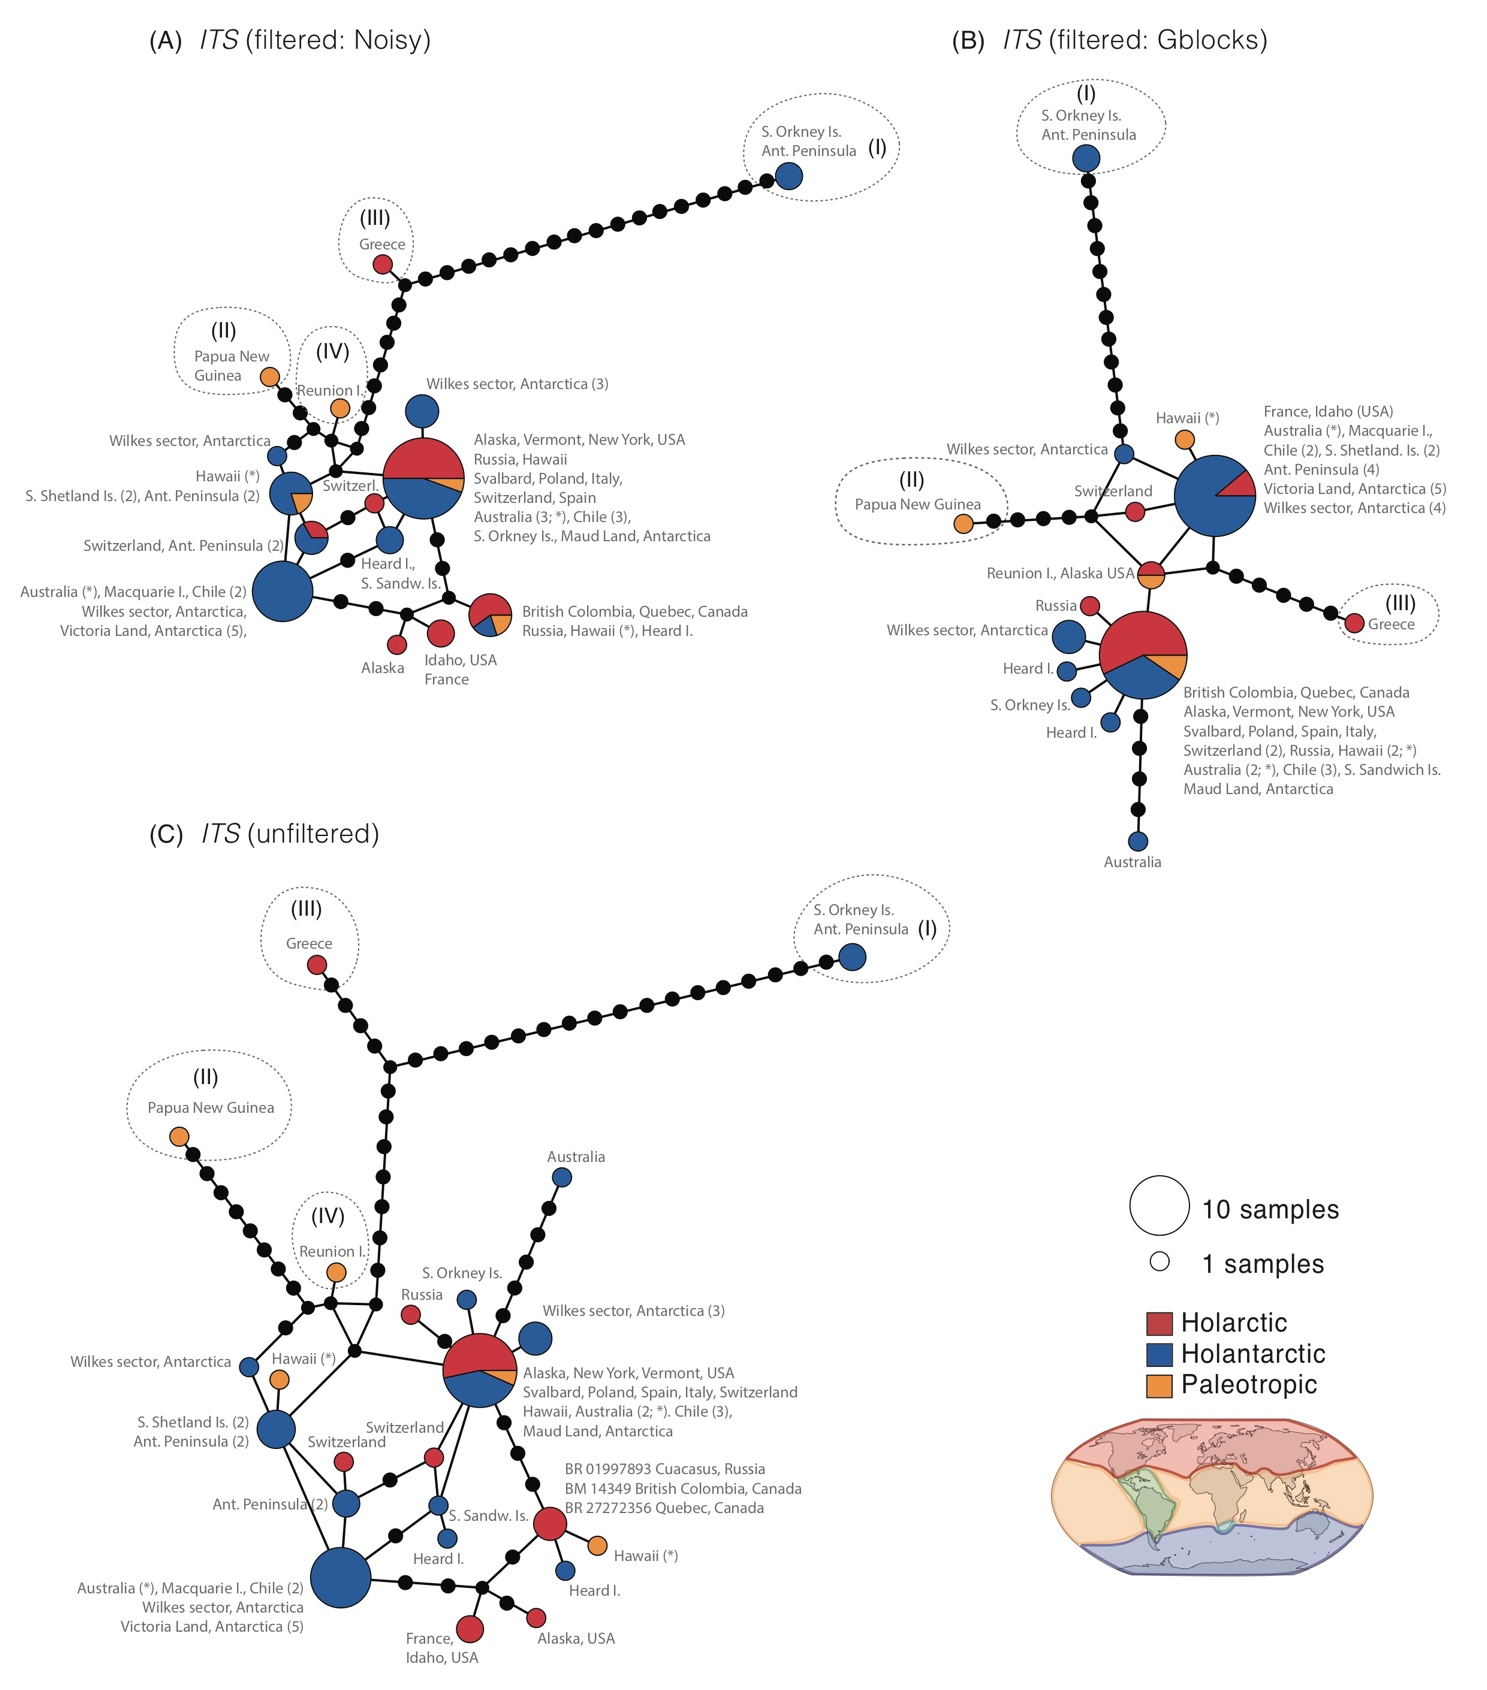 (A) ITS (filtered: Noisy)
S. Orkney Is.
Ant. Peninsula (I)
(III)
Greece
(II)
Papua New
Guinea
(IV)
Reunion I.
Wilkes sector, Antarctica (3)
Wilkes sector, Antarctica
Hawaii (*)
S. Shetland Is. (2), Ant. Peninsula (2)
Switzerl.
Alaska, Vermont, New York, USA
Russia, Hawaii
Svalbard, Poland, Italy,
Switzerland, Spain
Australia (3; *), Chile (3),
S. Orkney Is., Maud Land, Antarctica
Switzerland, Ant. Peninsula (2)
Heard I.,
S. Sandw. Is.
Australia (*), Macquarie I., Chile (2)
Wilkes sector, Antarctica,
Victoria Land, Antarctica (5),
British Colombia, Quebec, Canada
Russia, Hawaii (*), Heard I.
Alaska
Idaho, USA
France
(B) ITS (filtered: Gblocks)
(I)
S. Orkney Is.
Ant. Peninsula
Hawaii (*)
France, Idaho (USA)
Australia (*), Macquarie I.,
Chile (2), S. Shetland. Is. (2)
Ant. Peninsula (4)
Victoria Land, Antarctica (5)
Wilkes sector, Antarctica (4)
Wilkes sector, Antarctica
(II)
Papua New Guinea
Switzerland
Reunion I., Alaska USA
(III)
Greece
Russia
Wilkes sector, Antarctica
Heard I.
S. Orkney Is.
Heard I.
British Colombia, Quebec, Canada
Alaska, Vermont, New York, USA
Svalbard, Poland, Spain, Italy,
Switzerland (2), Russia, Hawaii (2; *)
Australia (2; *), Chile (3), S. Sandwich Is.
Maud Land, Antarctica
Australia
(C) ITS (unfiltered)
(III)
Greece
S. Orkney Is.
Ant. Peninsula (I)
(II)
Papua New Guinea
(IV)
Reunion I.
Australia
S. Orkney Is.
Russia
Wilkes sector, Antarctica (3)
Wilkes sector, Antarctica
Hawaii (*)
Alaska, New York, Vermont, USA
Svalbard, Poland, Spain, Italy, Switzerland
Hawaii, Australia (2; *). Chile (3),
Maud Land, Antarctica
S. Shetland Is. (2)
Ant. Peninsula (2)
Switzerland
Switzerland
BR 01997893 Cuacasus, Russia
BM 14349 British Colombia, Canada
BR 27272356 Quebec, Canada
Ant. Peninsula (2)
S. Sandw. Is.
Heard I.
Hawaii (*)
Heard I.
Australia (*), Macquarie I., Chile (2)
Wilkes sector, Antarctica
Victoria Land, Antarctica (5)
France,
Idaho, USA
Alaska, USA
10 samples
1 samples
Holarctic
Holantarctic
Paleotropic